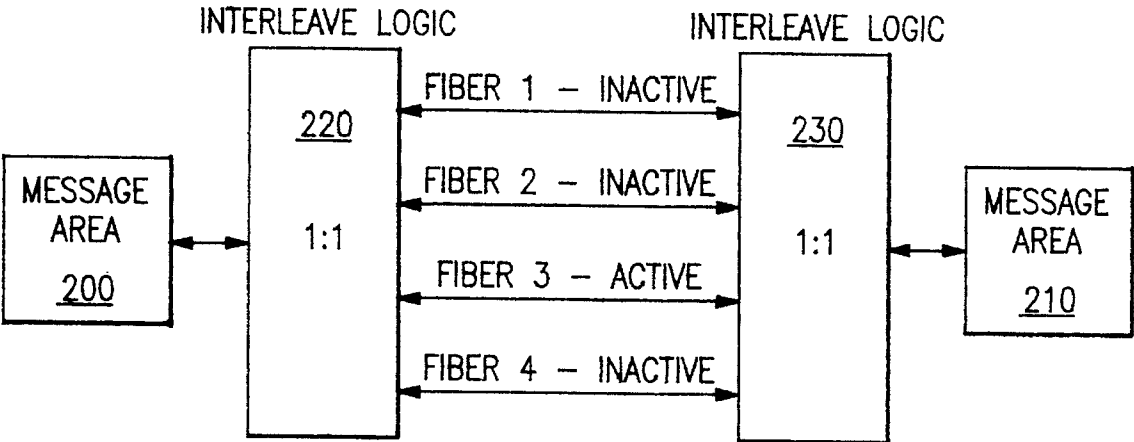 INTERLEAVE LOGIC
INTERLEAVE LOGIC
FIBER 1 – INACTIVE
220
230
MESSAGE
AREA
200
FIBER 2 – INACTIVE
1:1
1:1
MESSAGE
AREA
210
FIBER 3 – ACTIVE
FIBER 4 – INACTIVE